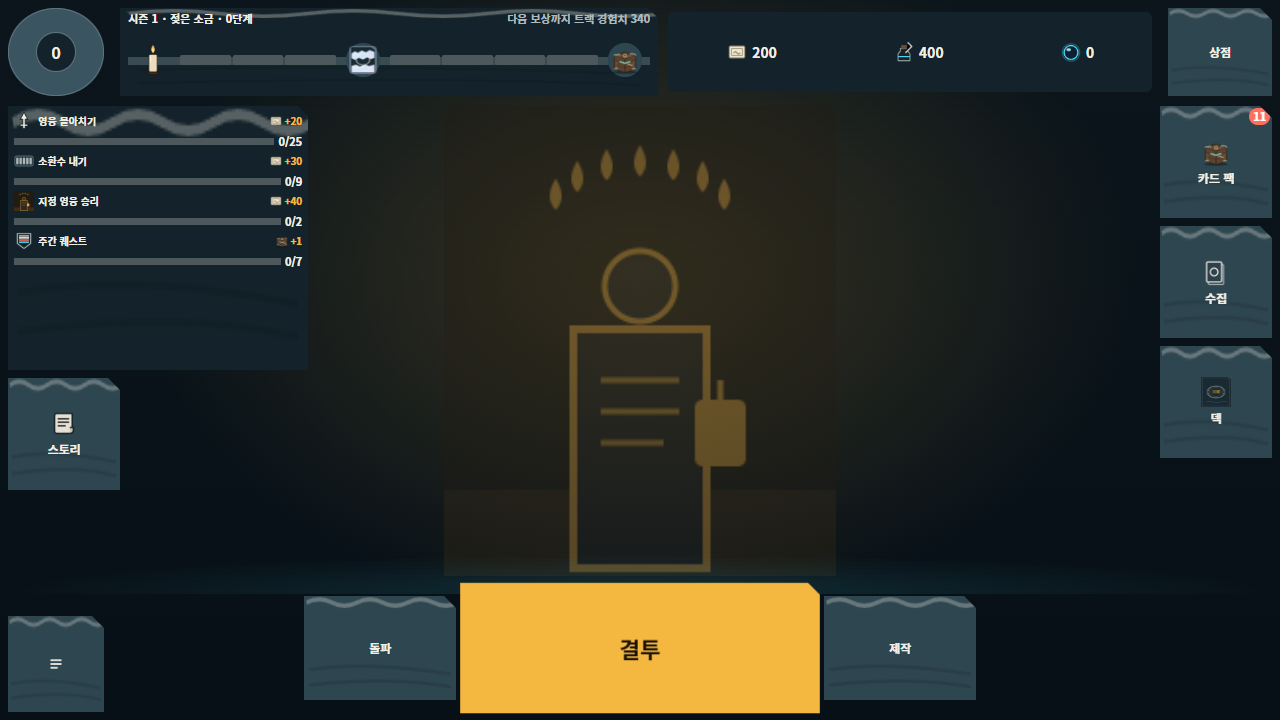 0
시즌 1 · 젖은 소금 · 0단계
다음 보상까지 트랙 경험치 340
200
400
0
상점
영웅 몰아치기
+20
0/25
소환수 내기
+30
0/9
지정 영웅 승리
+40
0/2
주간 퀘스트
+1
0/7
11
카드 팩
수집
덱
스토리
돌파
결투
제작